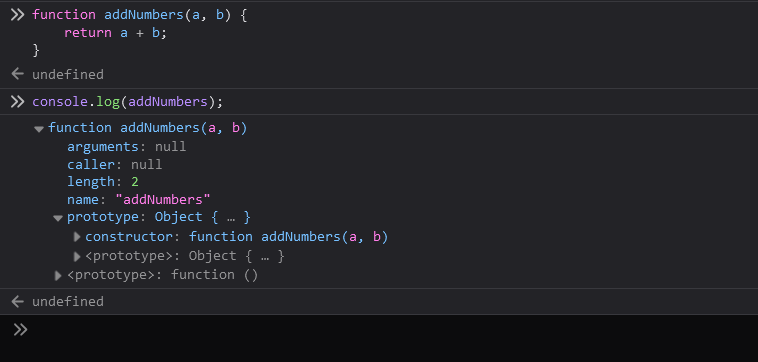 function addNumbers(a, b) {
    return a + b;
}
undefined
console.log(addNumbers);
function addNumbers(a, b)
arguments: null
caller: null
length: 2
name: "addNumbers"
prototype: Object { … }
constructor: function addNumbers(a, b)
<prototype>: Object { … }
<prototype>: function ()
undefined